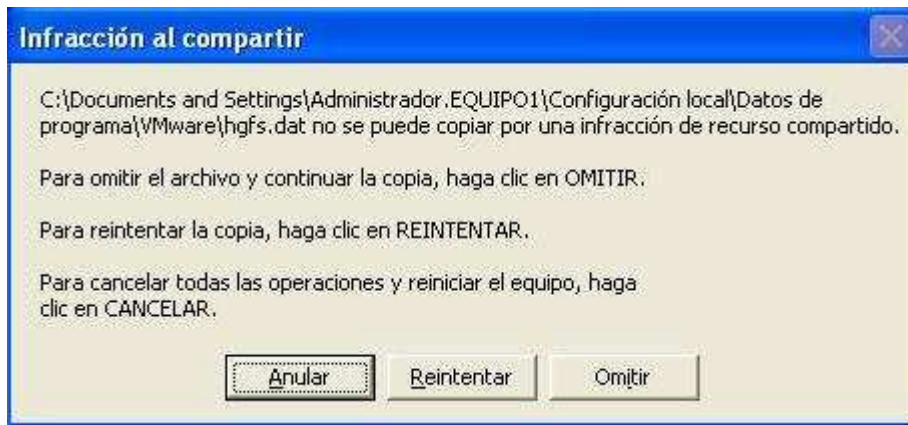 Infracción al compartir
C:\Documents and Settings\Administrador.EQUIPO1\Configuración local\Datos de
programa\VMware\hgfs.dat no se puede copiar por una infracción de recurso compartido.
Para omitir el archivo y continuar la copia, haga clic en OMITIR.
Para reintentar la copia, haga clic en REINTENTAR.
Para cancelar todas las operaciones y reiniciar el equipo, haga
clic en CANCELAR.
Anular Reintentar Omitir